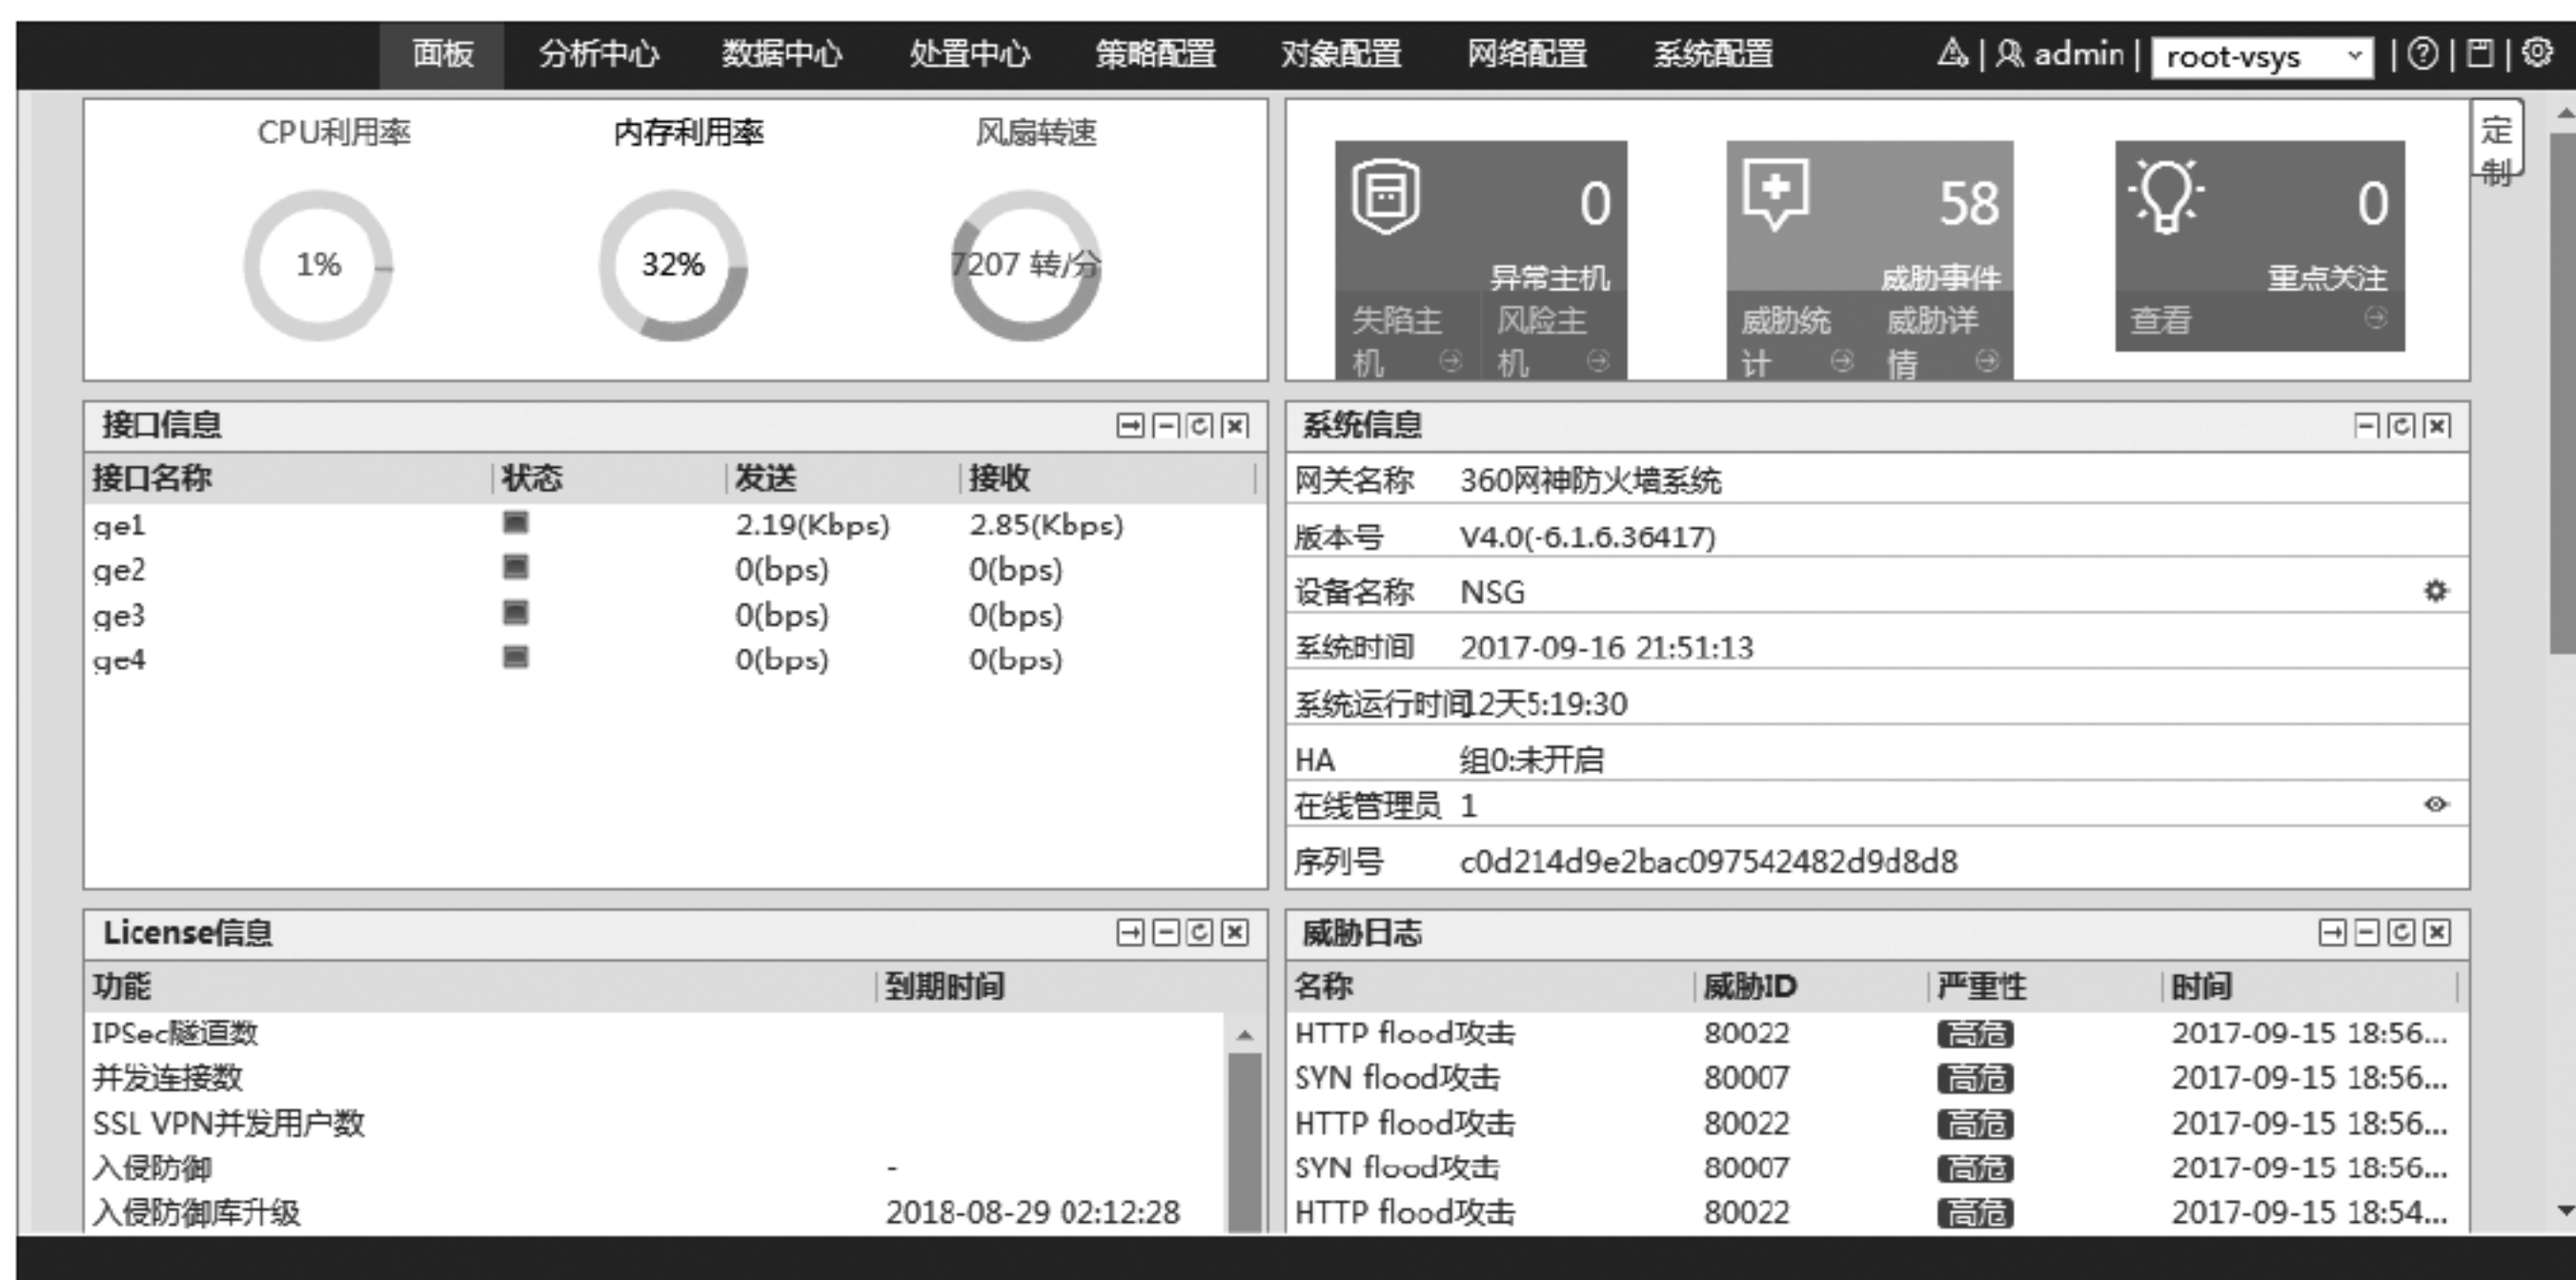 面板 分析中心 数据中心 处置中心 策略配置 对象配置 网络配置 系统配置 admin root-vsys
CPU利用率 内存利用率 风扇转速
1% 32% 7207 转/分
0 异常主机
失陷主机 风险主机
58 威胁事件
威胁统计 威胁详情
0 重点关注
查看
定制
接口信息
接口名称 状态 发送 接收
ge1 2.19(Kbps) 2.85(Kbps)
ge2 0(bps) 0(bps)
ge3 0(bps) 0(bps)
ge4 0(bps) 0(bps)
系统信息
网关名称 360网神防火墙系统
版本号 V4.0(-6.1.6.36417)
设备名称 NSG
系统时间 2017-09-16 21:51:13
系统运行时间 12天5:19:30
HA 组0:未开启
在线管理员 1
序列号 c0d214d9e2bac097542482d9d8d8
License信息
功能 到期时间
IPSec隧道数
并发连接数
SSL VPN并发用户数
入侵防御 -
入侵防御库升级 2018-08-29 02:12:28
威胁日志
名称 威胁ID 严重性 时间
HTTP flood攻击 80022 高危 2017-09-15 18:56...
SYN flood攻击 80007 高危 2017-09-15 18:56...
HTTP flood攻击 80022 高危 2017-09-15 18:56...
SYN flood攻击 80007 高危 2017-09-15 18:56...
HTTP flood攻击 80022 高危 2017-09-15 18:54...